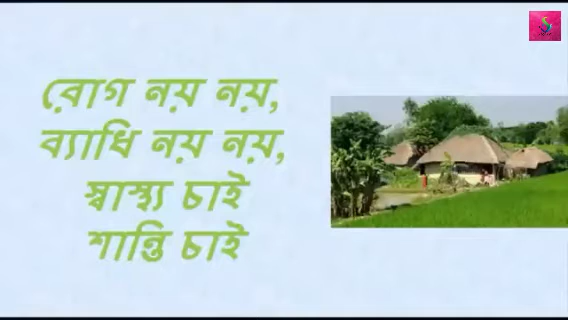 রোগ নয় নয়,
ব্যাধি নয় নয়,
স্বাস্থ্য চাই
শান্তি চাই